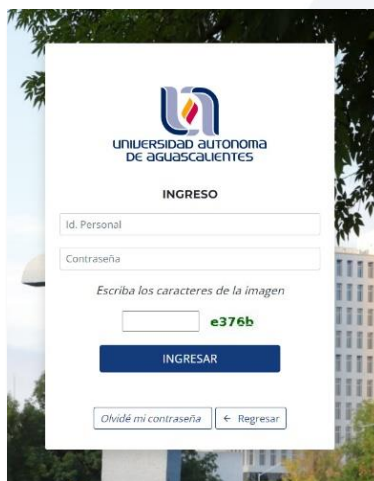 UNIVERSIDAD AUTONOMA
DE AGUASCALIENTES
INGRESO
Id. Personal
Contraseña
Escriba los caracteres de la imagen
e376b
INGRESAR
Olvidé mi contraseña ← Regresar